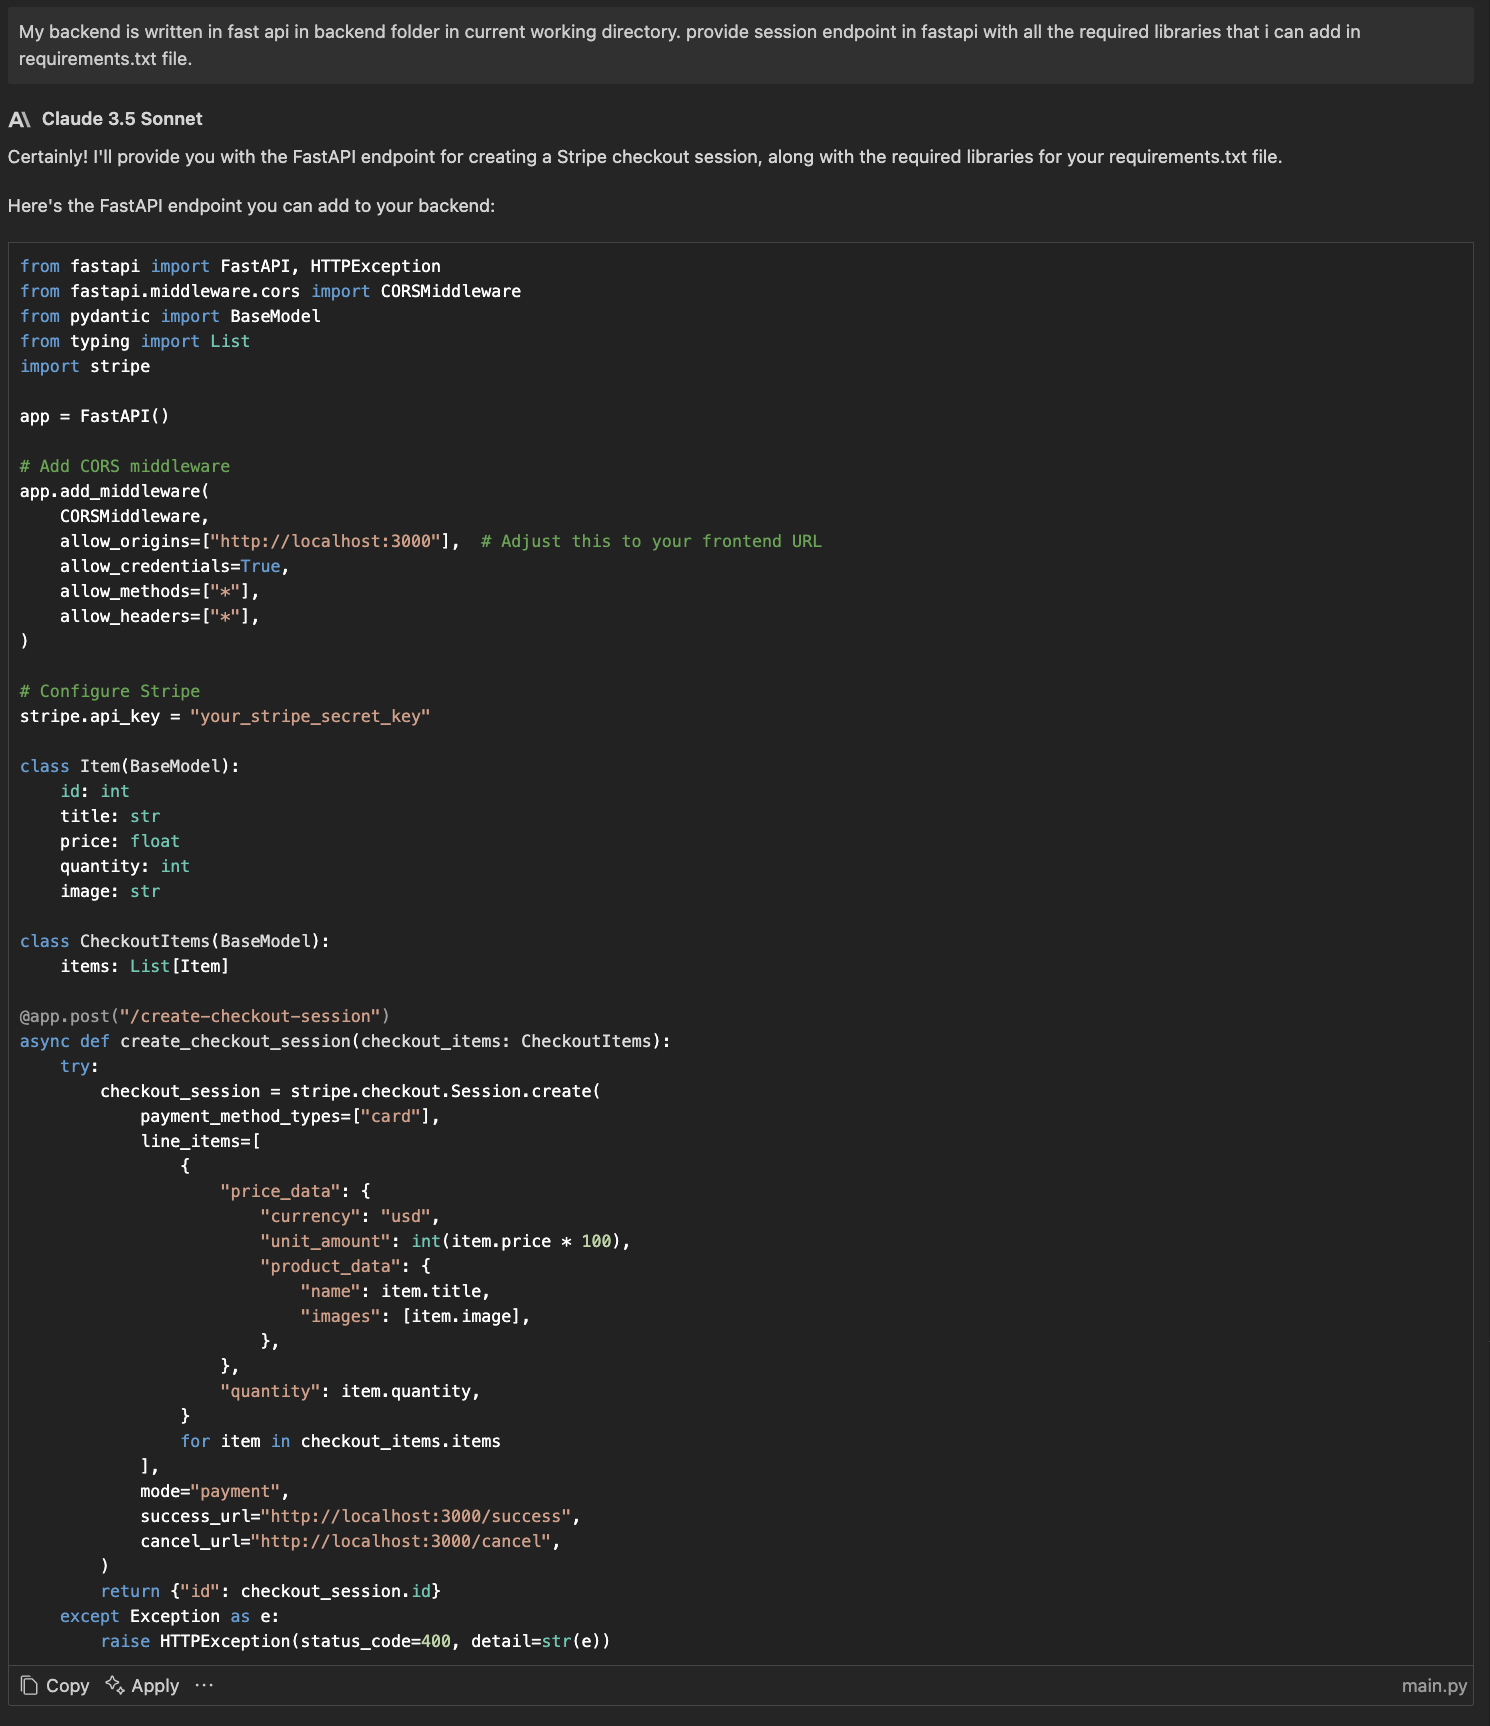 My backend is written in fast api in backend folder in current working directory. provide session endpoint in fastapi with all the required libraries that i can add in
requirements.txt file.
Claude 3.5 Sonnet
Certainly! I'll provide you with the FastAPI endpoint for creating a Stripe checkout session, along with the required libraries for your requirements.txt file.
Here's the FastAPI endpoint you can add to your backend:
from fastapi import FastAPI, HTTPException
from fastapi.middleware.cors import CORSMiddleware
from pydantic import BaseModel
from typing import List
import stripe

app = FastAPI()

# Add CORS middleware
app.add_middleware(
    CORSMiddleware,
    allow_origins=["http://localhost:3000"],  # Adjust this to your frontend URL
    allow_credentials=True,
    allow_methods=["*"],
    allow_headers=["*"],
)

# Configure Stripe
stripe.api_key = "your_stripe_secret_key"

class Item(BaseModel):
    id: int
    title: str
    price: float
    quantity: int
    image: str

class CheckoutItems(BaseModel):
    items: List[Item]

@app.post("/create-checkout-session")
async def create_checkout_session(checkout_items: CheckoutItems):
    try:
        checkout_session = stripe.checkout.Session.create(
            payment_method_types=["card"],
            line_items=[
                {
                    "price_data": {
                        "currency": "usd",
                        "unit_amount": int(item.price * 100),
                        "product_data": {
                            "name": item.title,
                            "images": [item.image],
                        },
                    },
                    "quantity": item.quantity,
                }
                for item in checkout_items.items
            ],
            mode="payment",
            success_url="http://localhost:3000/success",
            cancel_url="http://localhost:3000/cancel",
        )
        return {"id": checkout_session.id}
    except Exception as e:
        raise HTTPException(status_code=400, detail=str(e))
Copy Apply ··· main.py